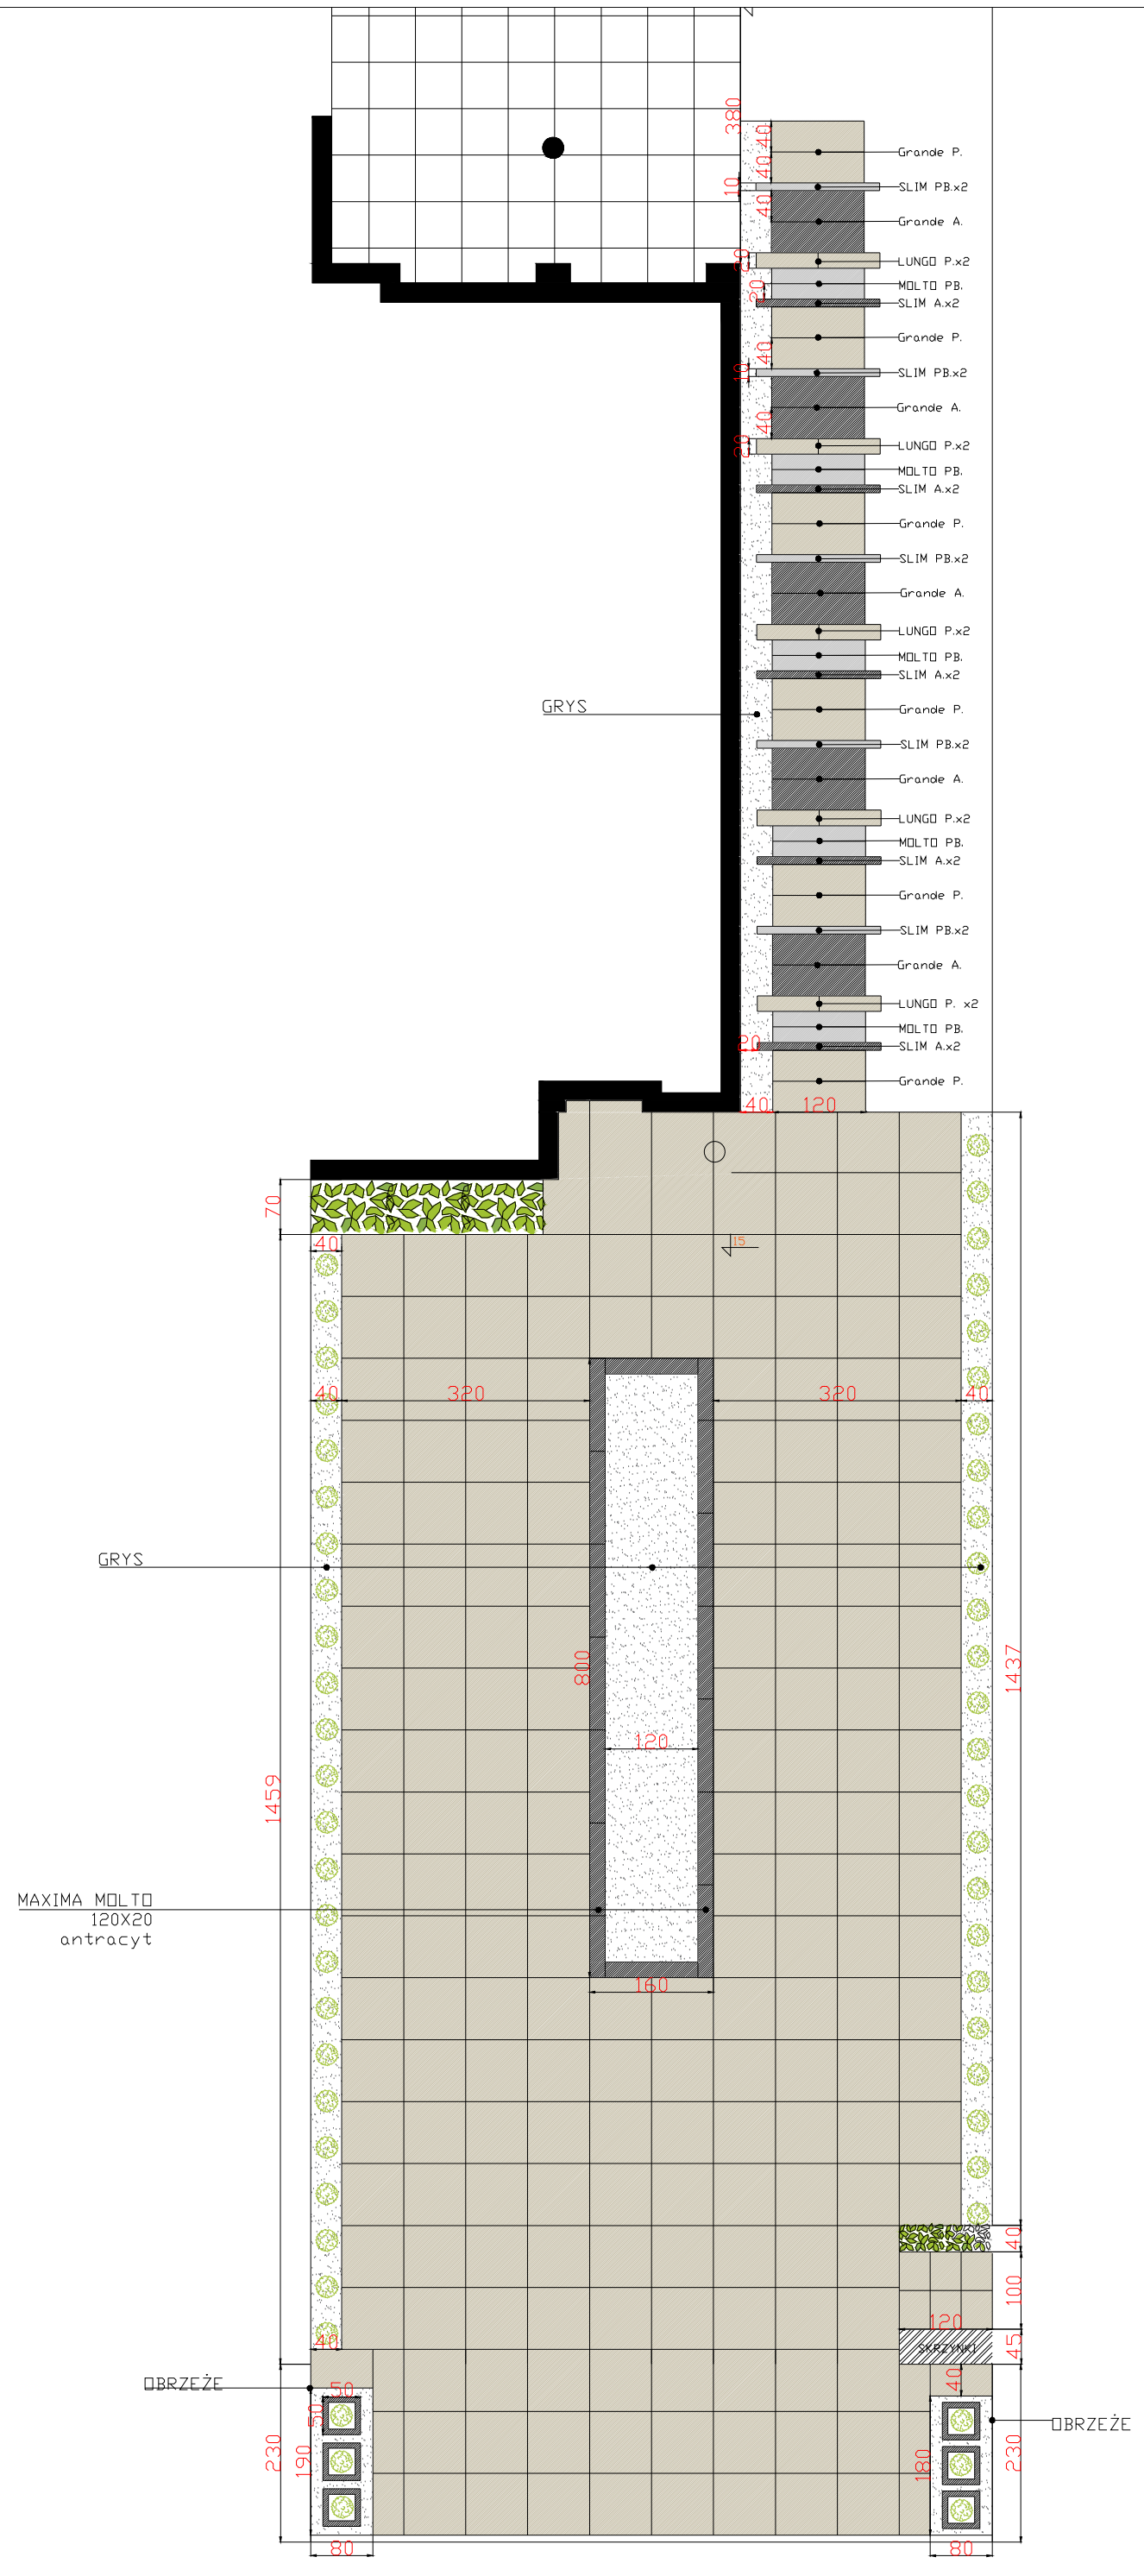 380
40
Grande P.
40
10
SLIM PB.x2
40
Grande A.
20
LUNGO P.x2
MOLTO PB.
20
SLIM A.x2
Grande P.
40
10
SLIM PB.x2
Grande A.
40
20
LUNGO P.x2
MOLTO PB.
SLIM A.x2
Grande P.
SLIM PB.x2
Grande A.
LUNGO P.x2
MOLTO PB.
SLIM A.x2
GRYS
Grande P.
SLIM PB.x2
Grande A.
LUNGO P.x2
MOLTO PB.
SLIM A.x2
Grande P.
SLIM PB.x2
Grande A.
LUNGO P. x2
MOLTO PB.
20
SLIM A.x2
Grande P.
40
120
70
40
15
40
320
320
40
GRYS
800
1437
120
1459
MAXIMA MOLTO
120X20
antracyt
160
40
100
120
40
SKRZYNKI
45
OBRZEŻE
50
40
50
OBRZEŻE
230
190
180
230
80
80